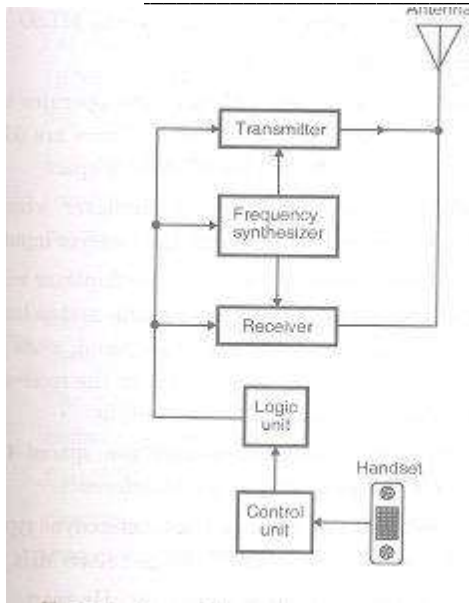 Antenna
Transmitter
Frequency
synthesizer
Receiver
Logic
unit
Handset
Control
unit